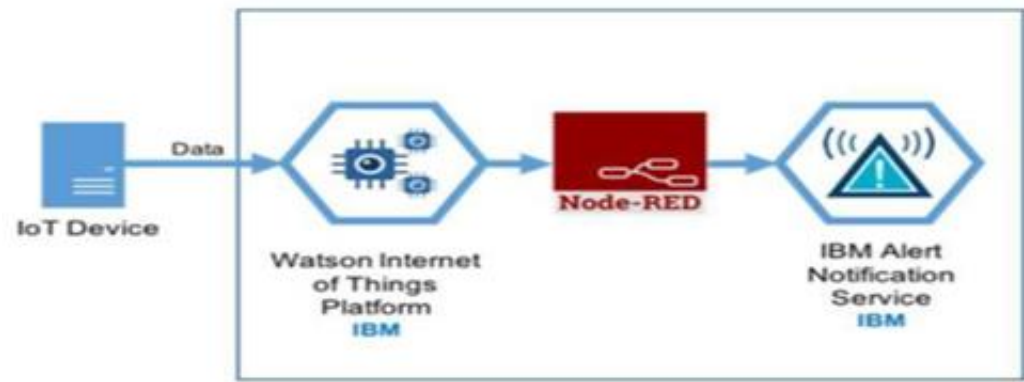 Data
IoT Device
Watson Internet
of Things
Platform
IBM
Node-RED
IBM Alert
Notification
Service
IBM